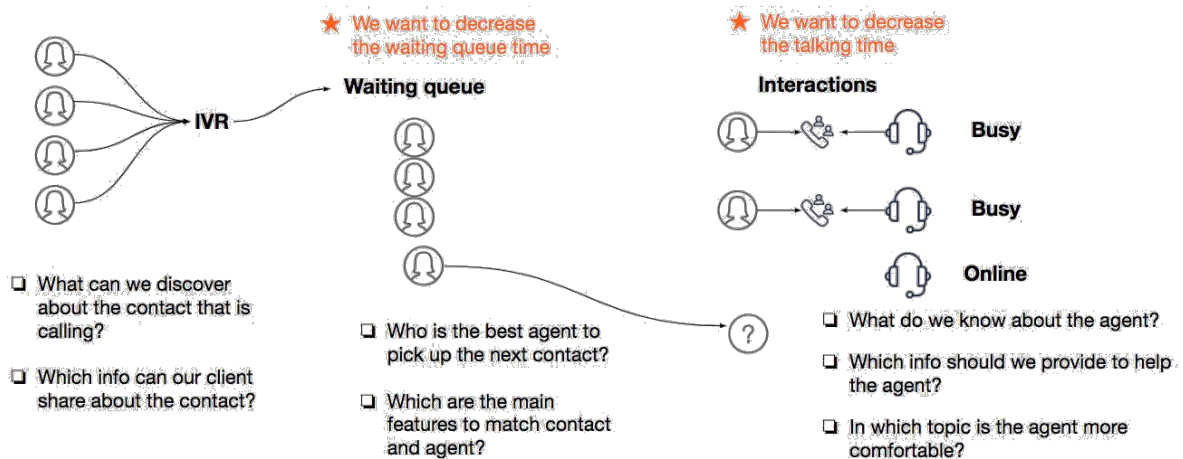 ★ We want to decrease
the waiting queue time
★ We want to decrease
the talking time
IVR
Waiting queue
Interactions
Busy
Busy
Online
❏ What can we discover
about the contact that is
calling?
❏ Which info can our client
share about the contact?
❏ Who is the best agent to
pick up the next contact?
❏ Which are the main
features to match contact
and agent?
?
❏ What do we know about the agent?
❏ Which info should we provide to help
the agent?
❏ In which topic is the agent more
comfortable?